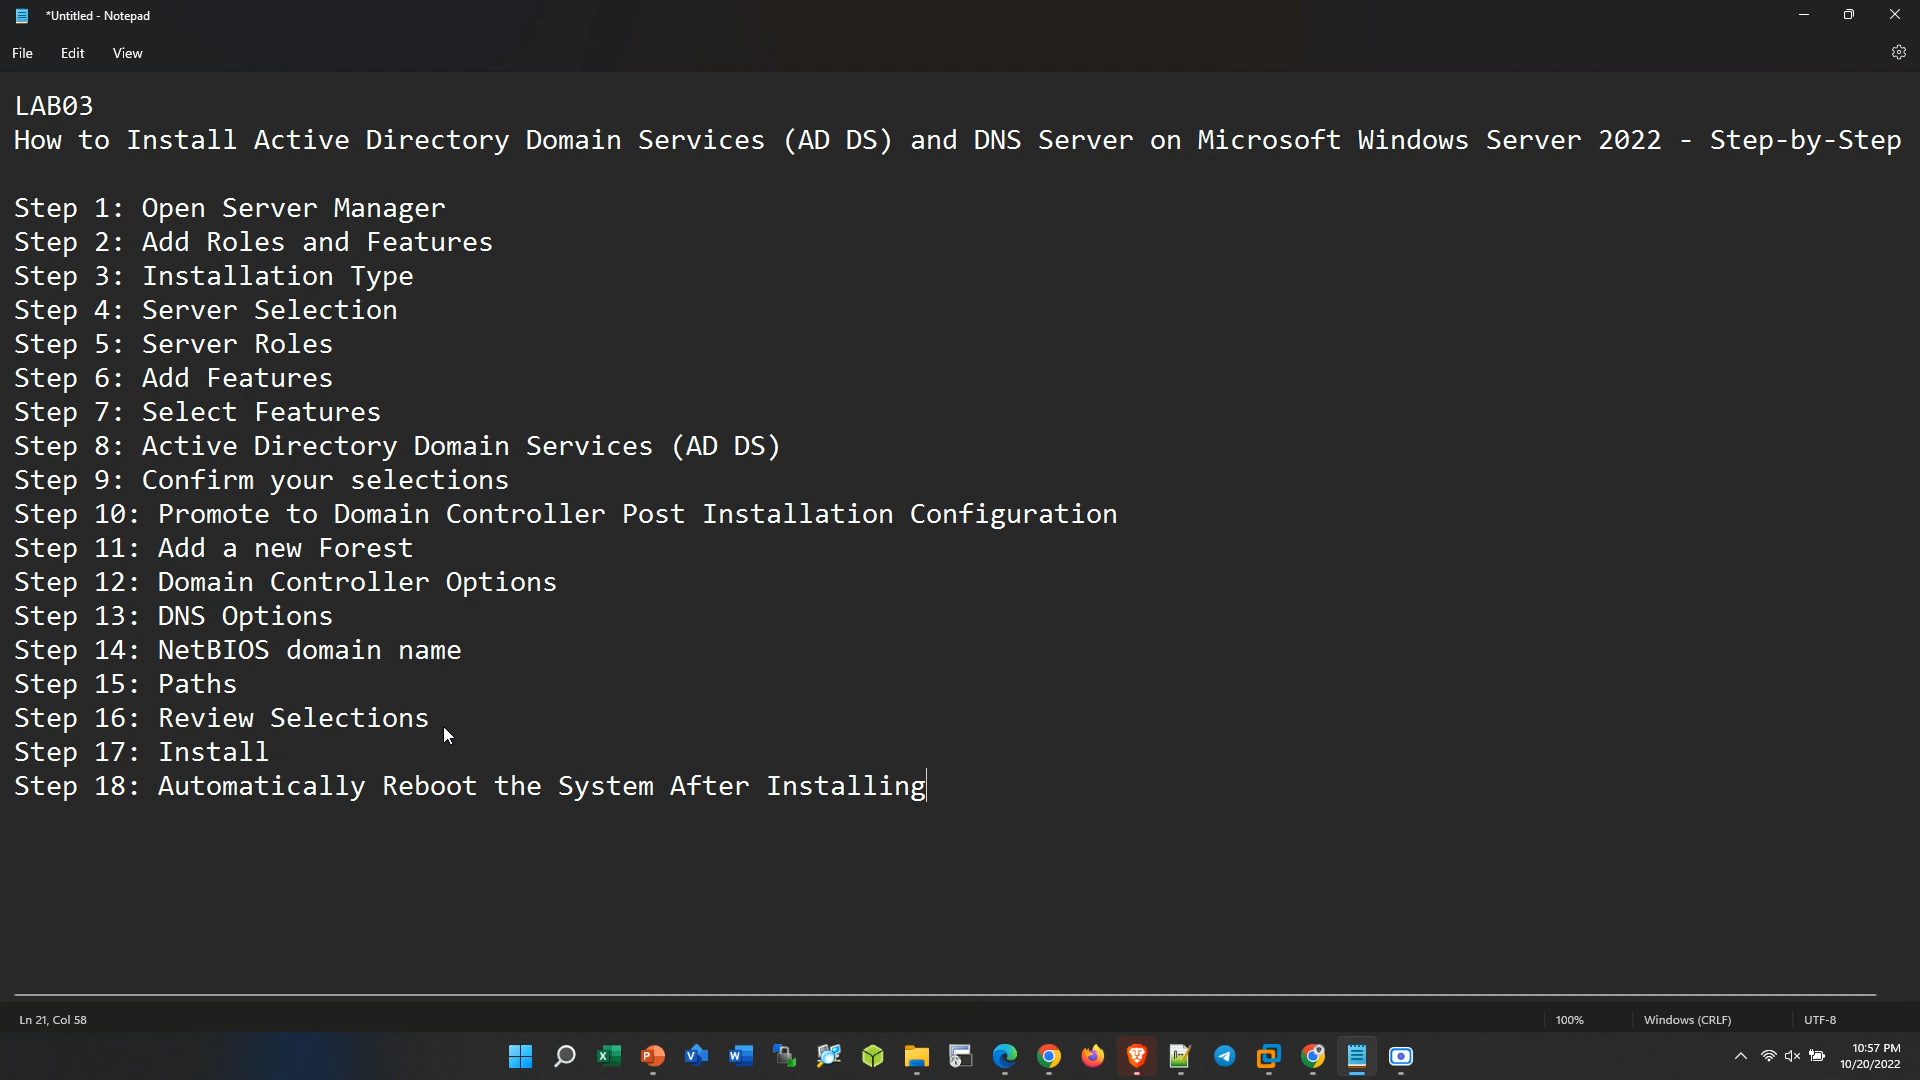 *Untitled - Notepad
File Edit View
LAB03
How to Install Active Directory Domain Services (AD DS) and DNS Server on Microsoft Windows Server 2022 - Step-by-Step
Step 1: Open Server Manager
Step 2: Add Roles and Features
Step 3: Installation Type
Step 4: Server Selection
Step 5: Server Roles
Step 6: Add Features
Step 7: Select Features
Step 8: Active Directory Domain Services (AD DS)
Step 9: Confirm your selections
Step 10: Promote to Domain Controller Post Installation Configuration
Step 11: Add a new Forest
Step 12: Domain Controller Options
Step 13: DNS Options
Step 14: NetBIOS domain name
Step 15: Paths
Step 16: Review Selections
Step 17: Install
Step 18: Automatically Reboot the System After Installing
Ln 21, Col 58 100% Windows (CRLF) UTF-8
10:57 PM
10/20/2022